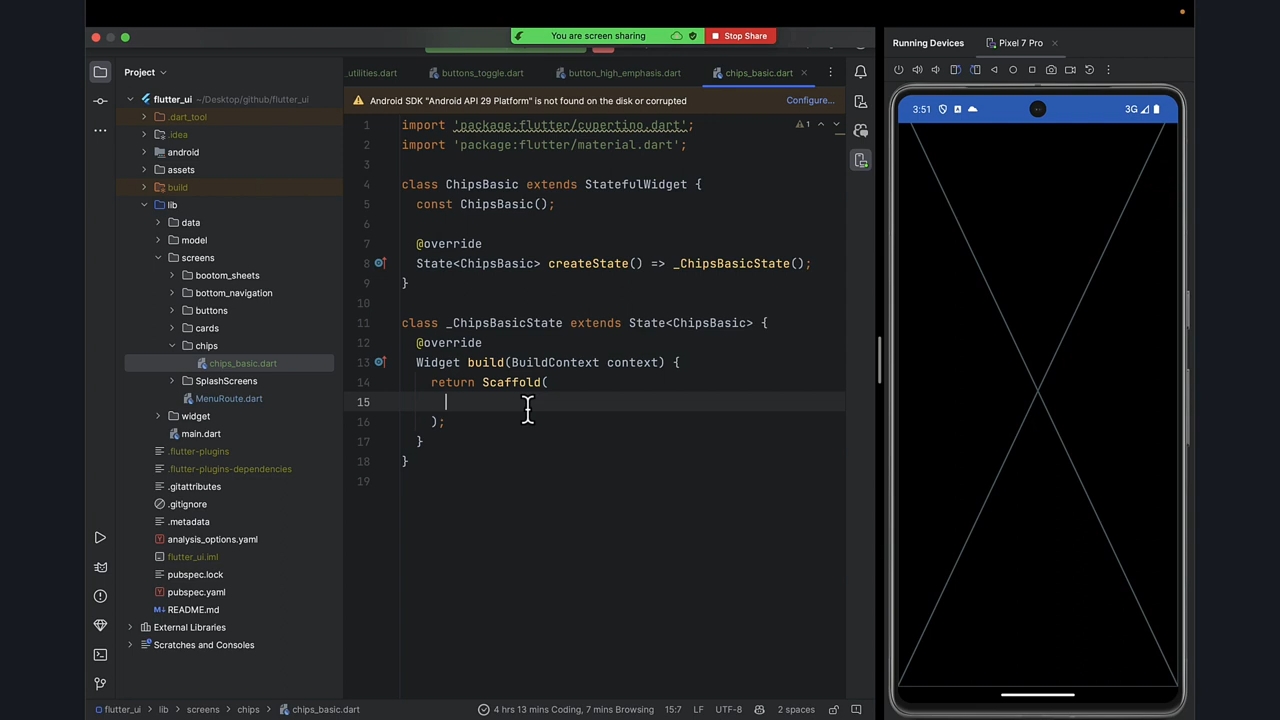 You are screen sharing
Stop Share
Project
_utilities.dart
buttons_toggle.dart
button_high_emphasis.dart
chips_basic.dart
Android SDK "Android API 29 Platform" is not found on the disk or corrupted
Configure...
flutter_ui ~/Desktop/github/flutter_ui
.dart_tool
.idea
android
assets
build
lib
data
model
screens
bootom_sheets
bottom_navigation
buttons
cards
chips
chips_basic.dart
SplashScreens
MenuRoute.dart
widget
main.dart
.flutter-plugins
.flutter-plugins-dependencies
.gitattributes
.gitignore
.metadata
analysis_options.yaml
flutter_ui.iml
pubspec.lock
pubspec.yaml
README.md
External Libraries
Scratches and Consoles
1 import 'package:flutter/cupertino.dart';
2 import 'package:flutter/material.dart';
3
4 class ChipsBasic extends StatefulWidget {
5 const ChipsBasic();
6
7 @override
8 State<ChipsBasic> createState() => _ChipsBasicState();
9 }
10
11 class _ChipsBasicState extends State<ChipsBasic> {
12 @override
13 Widget build(BuildContext context) {
14 return Scaffold(
15
16 );
17 }
18 }
19
1
Running Devices
Pixel 7 Pro
3:51
3G
flutter_ui > lib > screens > chips > chips_basic.dart
4 hrs 13 mins Coding, 7 mins Browsing
15:7
LF
UTF-8
2 spaces